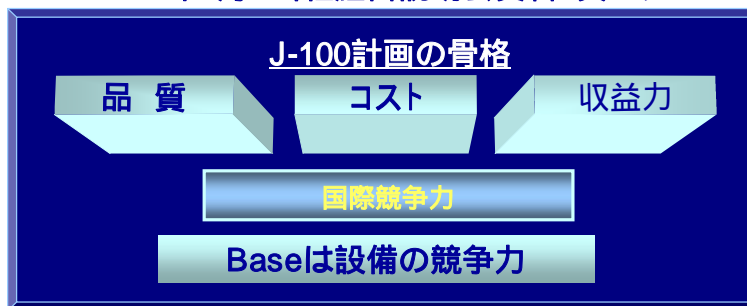 J-100計画の骨格
品 質
コスト
収益力
国際競争力
Baseは設備の競争力